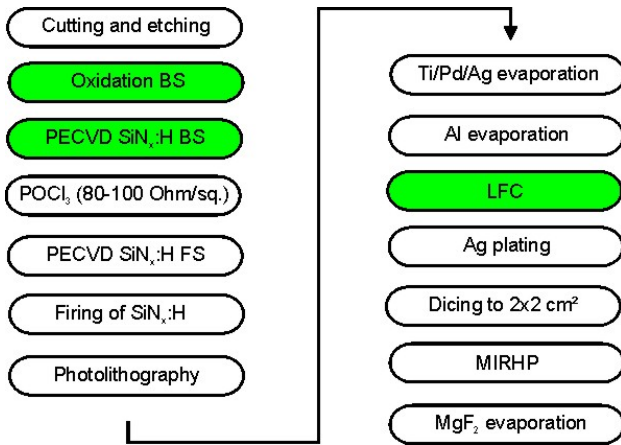 Cutting and etching
Oxidation BS
PECVD SiNₓ:H BS
POCl₃ (80-100 Ohm/sq.)
PECVD SiNₓ:H FS
Firing of SiNₓ:H
Photolithography
Ti/Pd/Ag evaporation
Al evaporation
LFC
Ag plating
Dicing to 2x2 cm²
MIRHP
MgF₂ evaporation